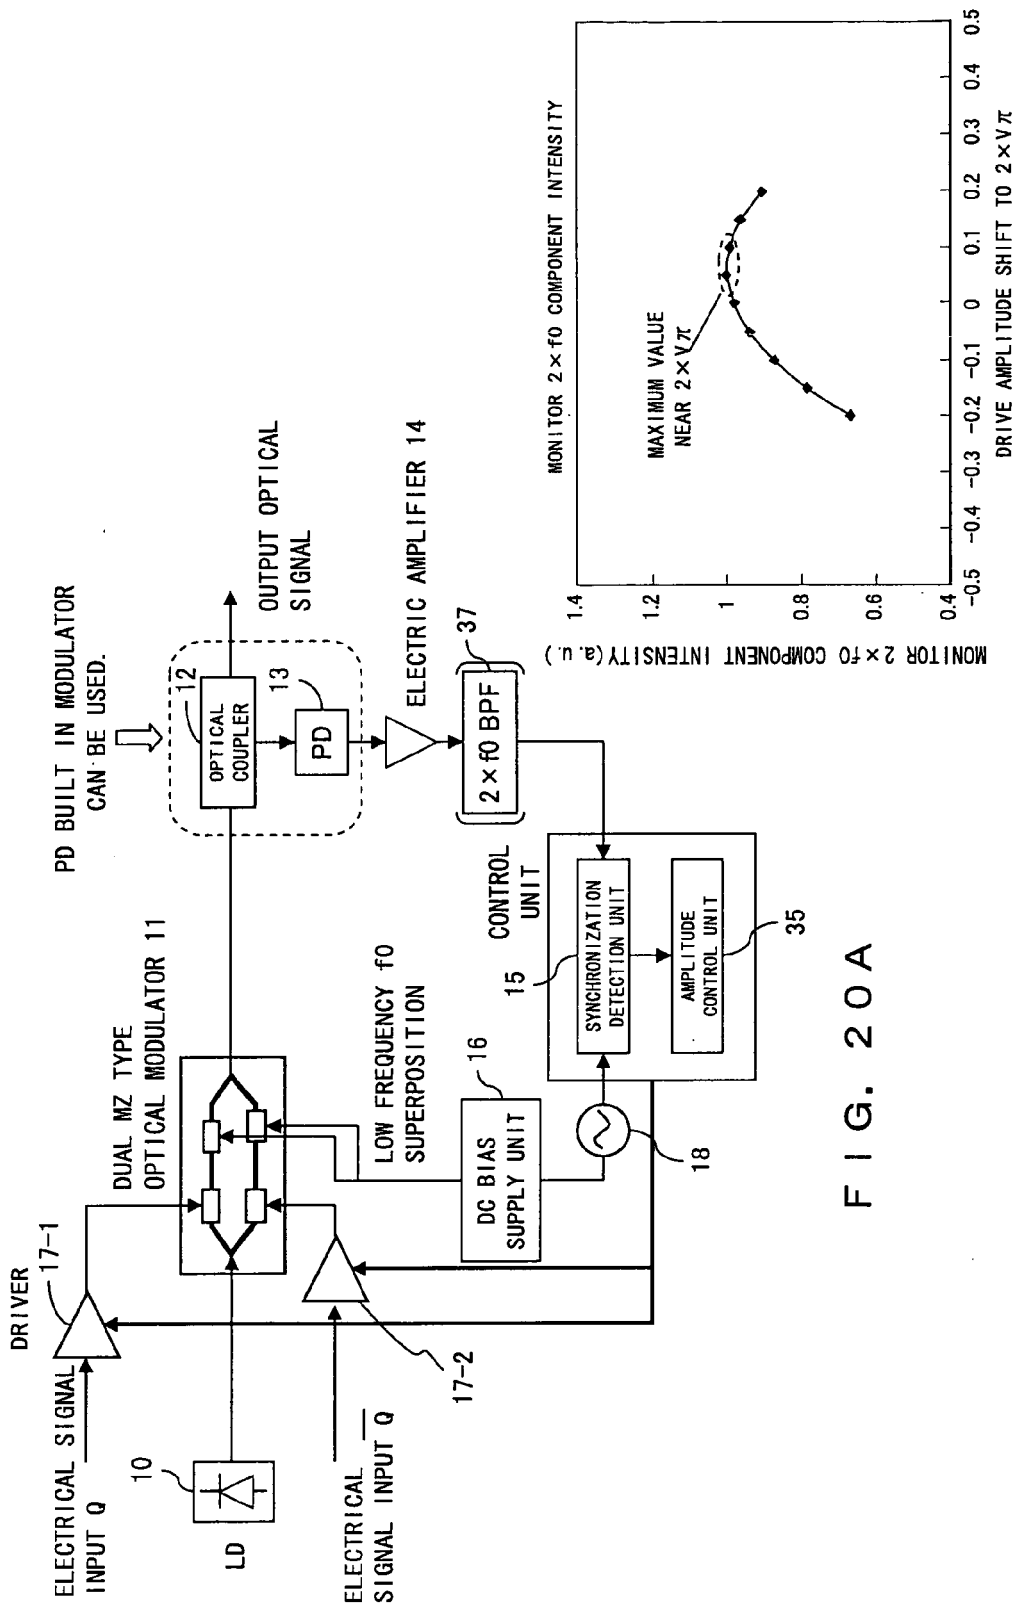 PD BUILT IN MODULATOR
CAN BE USED.
DRIVER
17-1
ELECTRICAL SIGNAL
INPUT Q
DUAL MZ TYPE
OPTICAL MODULATOR 11
12
OPTICAL
COUPLER
OUTPUT OPTICAL
SIGNAL
13
PD
10
LD
ELECTRICAL
SIGNAL INPUT Q̅
17-2
LOW FREQUENCY f0
SUPERPOSITION
ELECTRIC AMPLIFIER 14
37
2×f0 BPF
16
DC BIAS
SUPPLY UNIT
18
CONTROL
UNIT
15
SYNCHRONIZATION
DETECTION UNIT
AMPLITUDE
CONTROL UNIT
35
MONITOR 2×f0 COMPONENT INTENSITY
MAXIMUM VALUE
NEAR 2×Vπ
MONITOR 2×f0 COMPONENT INTENSITY(a.u.)
1.4
1.2
1
0.8
0.6
0.4
-0.5 -0.4 -0.3 -0.2 -0.1 0 0.1 0.2 0.3 0.4 0.5
DRIVE AMPLITUDE SHIFT TO 2×Vπ
FIG. 20A